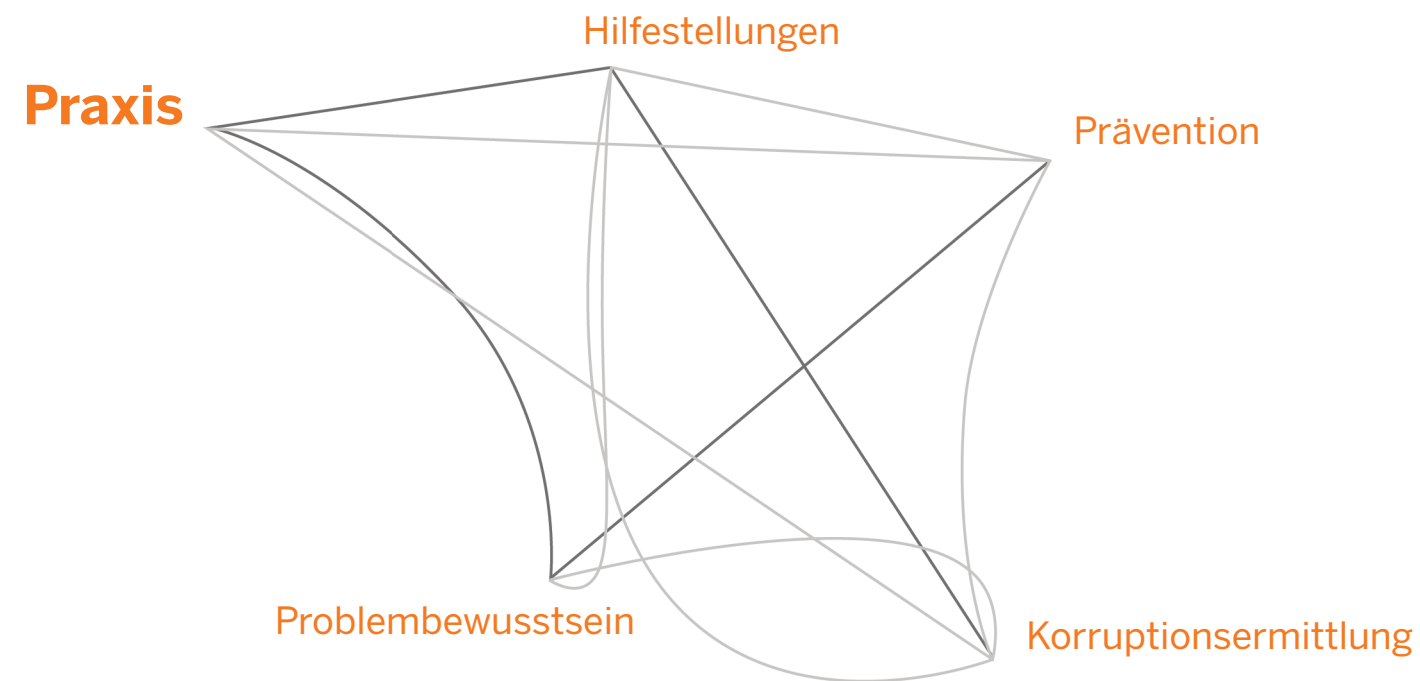 Hilfestellungen
Praxis
Prävention
Problembewusstsein
Korruptionsermittlung